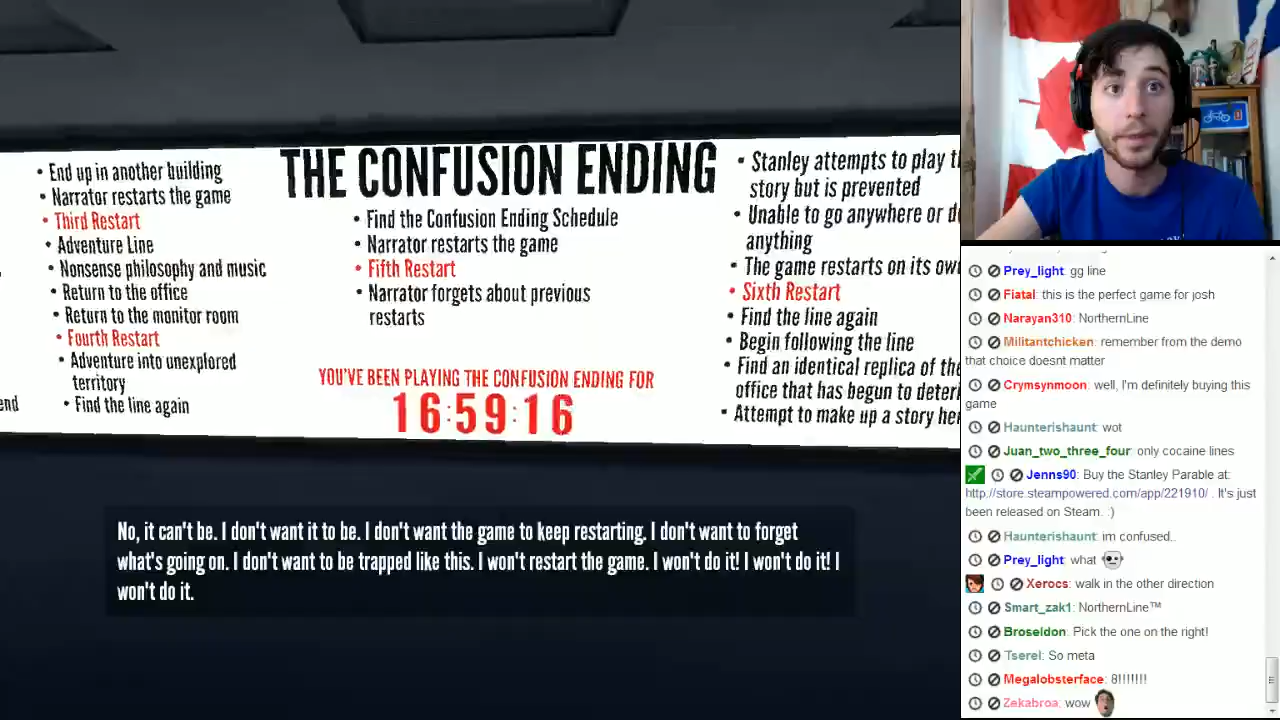 • End up in another building
• Narrator restarts the game
• Third Restart
• Adventure Line
• Nonsense philosophy and music
• Return to the office
• Return to the monitor room
• Fourth Restart
• Adventure into unexplored
territory
• Find the line again
end
THE CONFUSION ENDING
• Find the Confusion Ending Schedule
• Narrator restarts the game
• Fifth Restart
• Narrator forgets about previous
restarts
YOU'VE BEEN PLAYING THE CONFUSION ENDING FOR
16:59:16
• Stanley attempts to play
story but is prevented
• Unable to go anywhere or
anything
• The game restarts on its
• Sixth Restart
• Find the line again
• Begin following the line
• Find an identical replica of the
office that has begun to
• Attempt to make up a story
No, it can't be. I don't want it to be. I don't want the game to keep restarting. I don't want to forget
what's going on. I don't want to be trapped like this. I won't restart the game. I won't do it! I won't do it! I
won't do it.
Prey_light: gg line
Fiatal: this is the perfect game for josh
Narayan310: NorthernLine
Militantchicken: remember from the demo
that choice doesnt matter
Crymsynmoon: well, I'm definitely buying this
game
Haunterishaunt: wot
Juan_two_three_four: only cocaine lines
Jenns90: Buy the Stanley Parable at:
http://store.steampowered.com/app/221910/ . It's just
been released on Steam. :)
Haunterishaunt: im confused..
Prey_light: what
Xerocs: walk in the other direction
Smart_zak1: NorthernLine™
Broseldon: Pick the one on the right!
Tserel: So meta
Megalobsterface: 8!!!!!!!
Zekabroa: wow